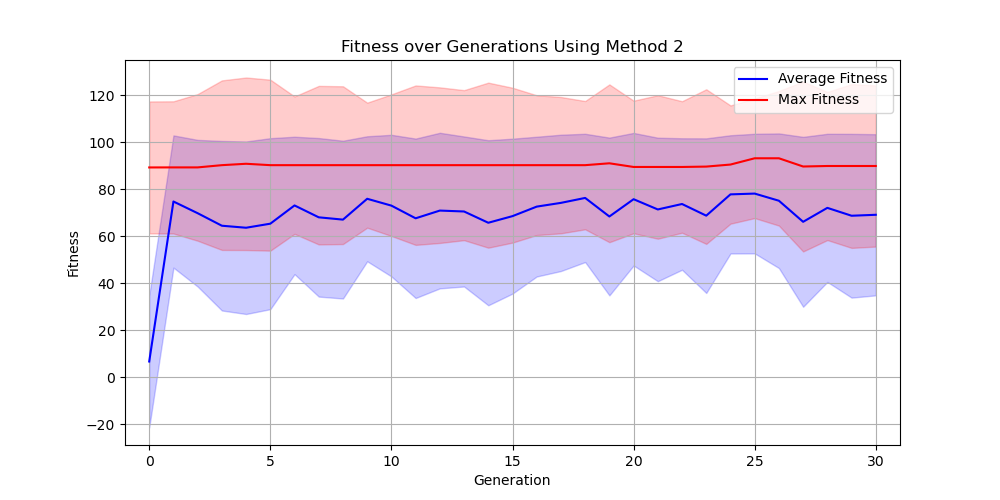 Fitness over Generations Using Method 2
Average Fitness
Max Fitness
120
100
80
60
40
20
0
−20
Fitness
0 5 10 15 20 25 30
Generation